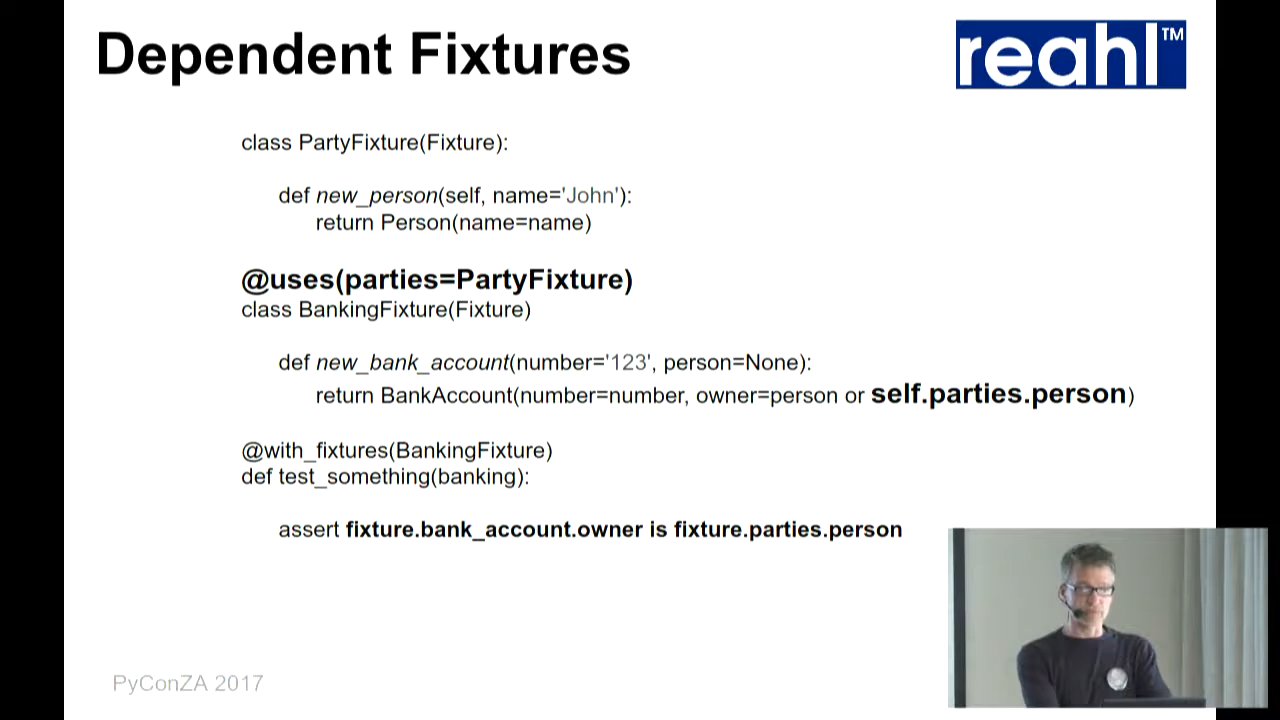 Dependent Fixtures
reahl™
class PartyFixture(Fixture):
def new_person(self, name='John'):
return Person(name=name)
@uses(parties=PartyFixture)
class BankingFixture(Fixture)
def new_bank_account(number='123', person=None):
return BankAccount(number=number, owner=person or self.parties.person)
@with_fixtures(BankingFixture)
def test_something(banking):
assert fixture.bank_account.owner is fixture.parties.person
PyConZA 2017